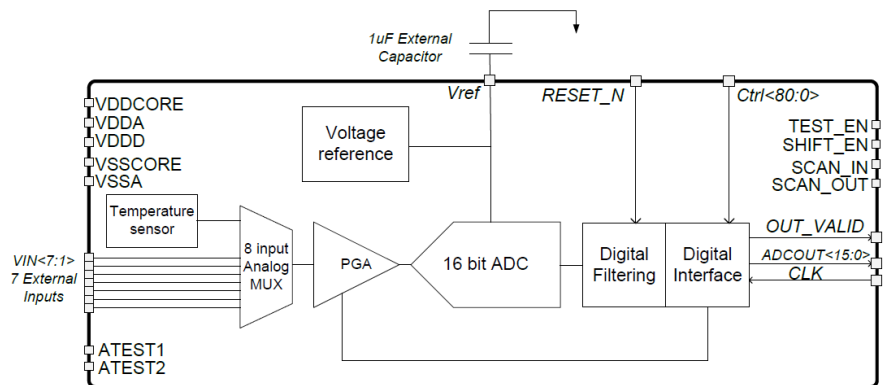 1uF External
Capacitor
Vref
RESET_N
Ctrl<80:0>
VDDCORE
VDDA
VDDD
VSSCORE
VSSA
Voltage
reference
TEST_EN
SHIFT_EN
SCAN_IN
SCAN_OUT
Temperature
sensor
VIN<7:1>
7 External
Inputs
8 input
Analog
MUX
PGA
16 bit ADC
Digital
Filtering
Digital
Interface
OUT_VALID
ADCOUT<15:0>
CLK
ATEST1
ATEST2